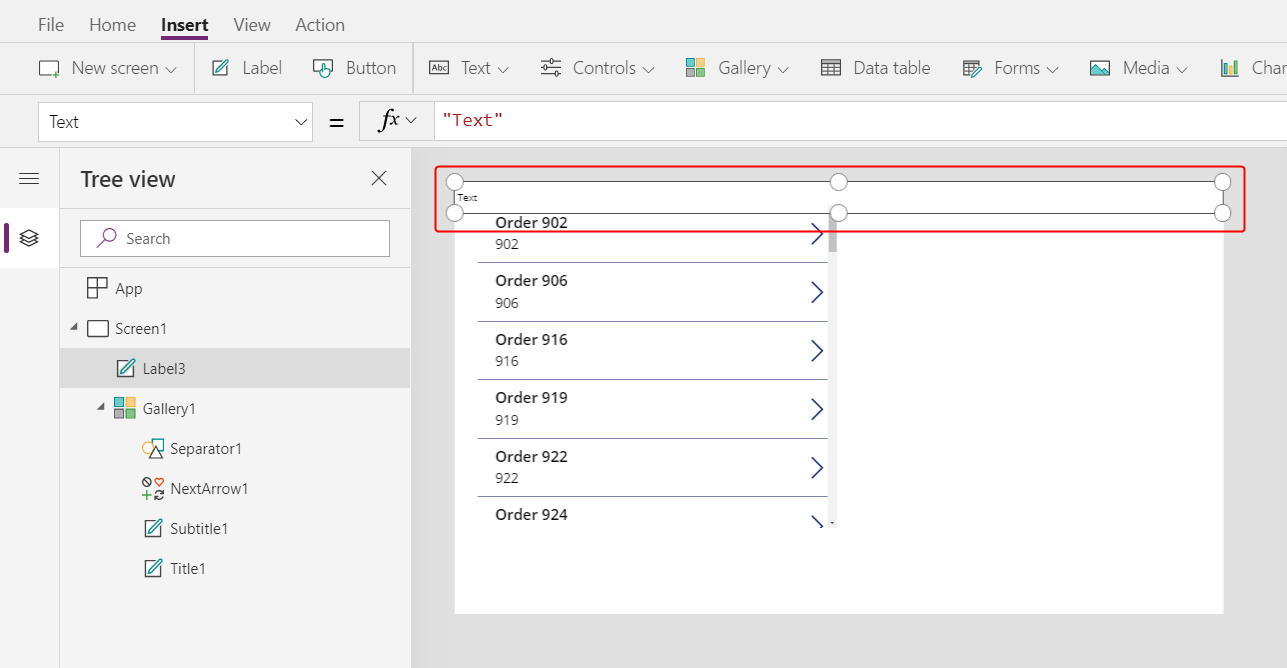 File Home Insert View Action
New screen Label Button Abc Text Controls Gallery Data table Forms Media Char
Text = fx "Text"
Tree view
Search
App
Screen1
Label3
Gallery1
Separator1
NextArrow1
Subtitle1
Title1
Text
Order 902
902
Order 906
906
Order 916
916
Order 919
919
Order 922
922
Order 924